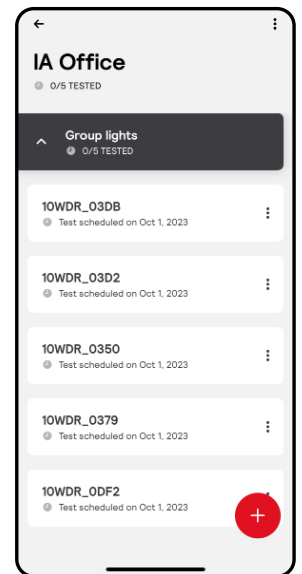 IA Office
0/5 TESTED
Group lights
0/5 TESTED
10WDR_03DB
Test scheduled on Oct 1, 2023
10WDR_03D2
Test scheduled on Oct 1, 2023
10WDR_0350
Test scheduled on Oct 1, 2023
10WDR_0379
Test scheduled on Oct 1, 2023
10WDR_0DF2
Test scheduled on Oct 1, 2023